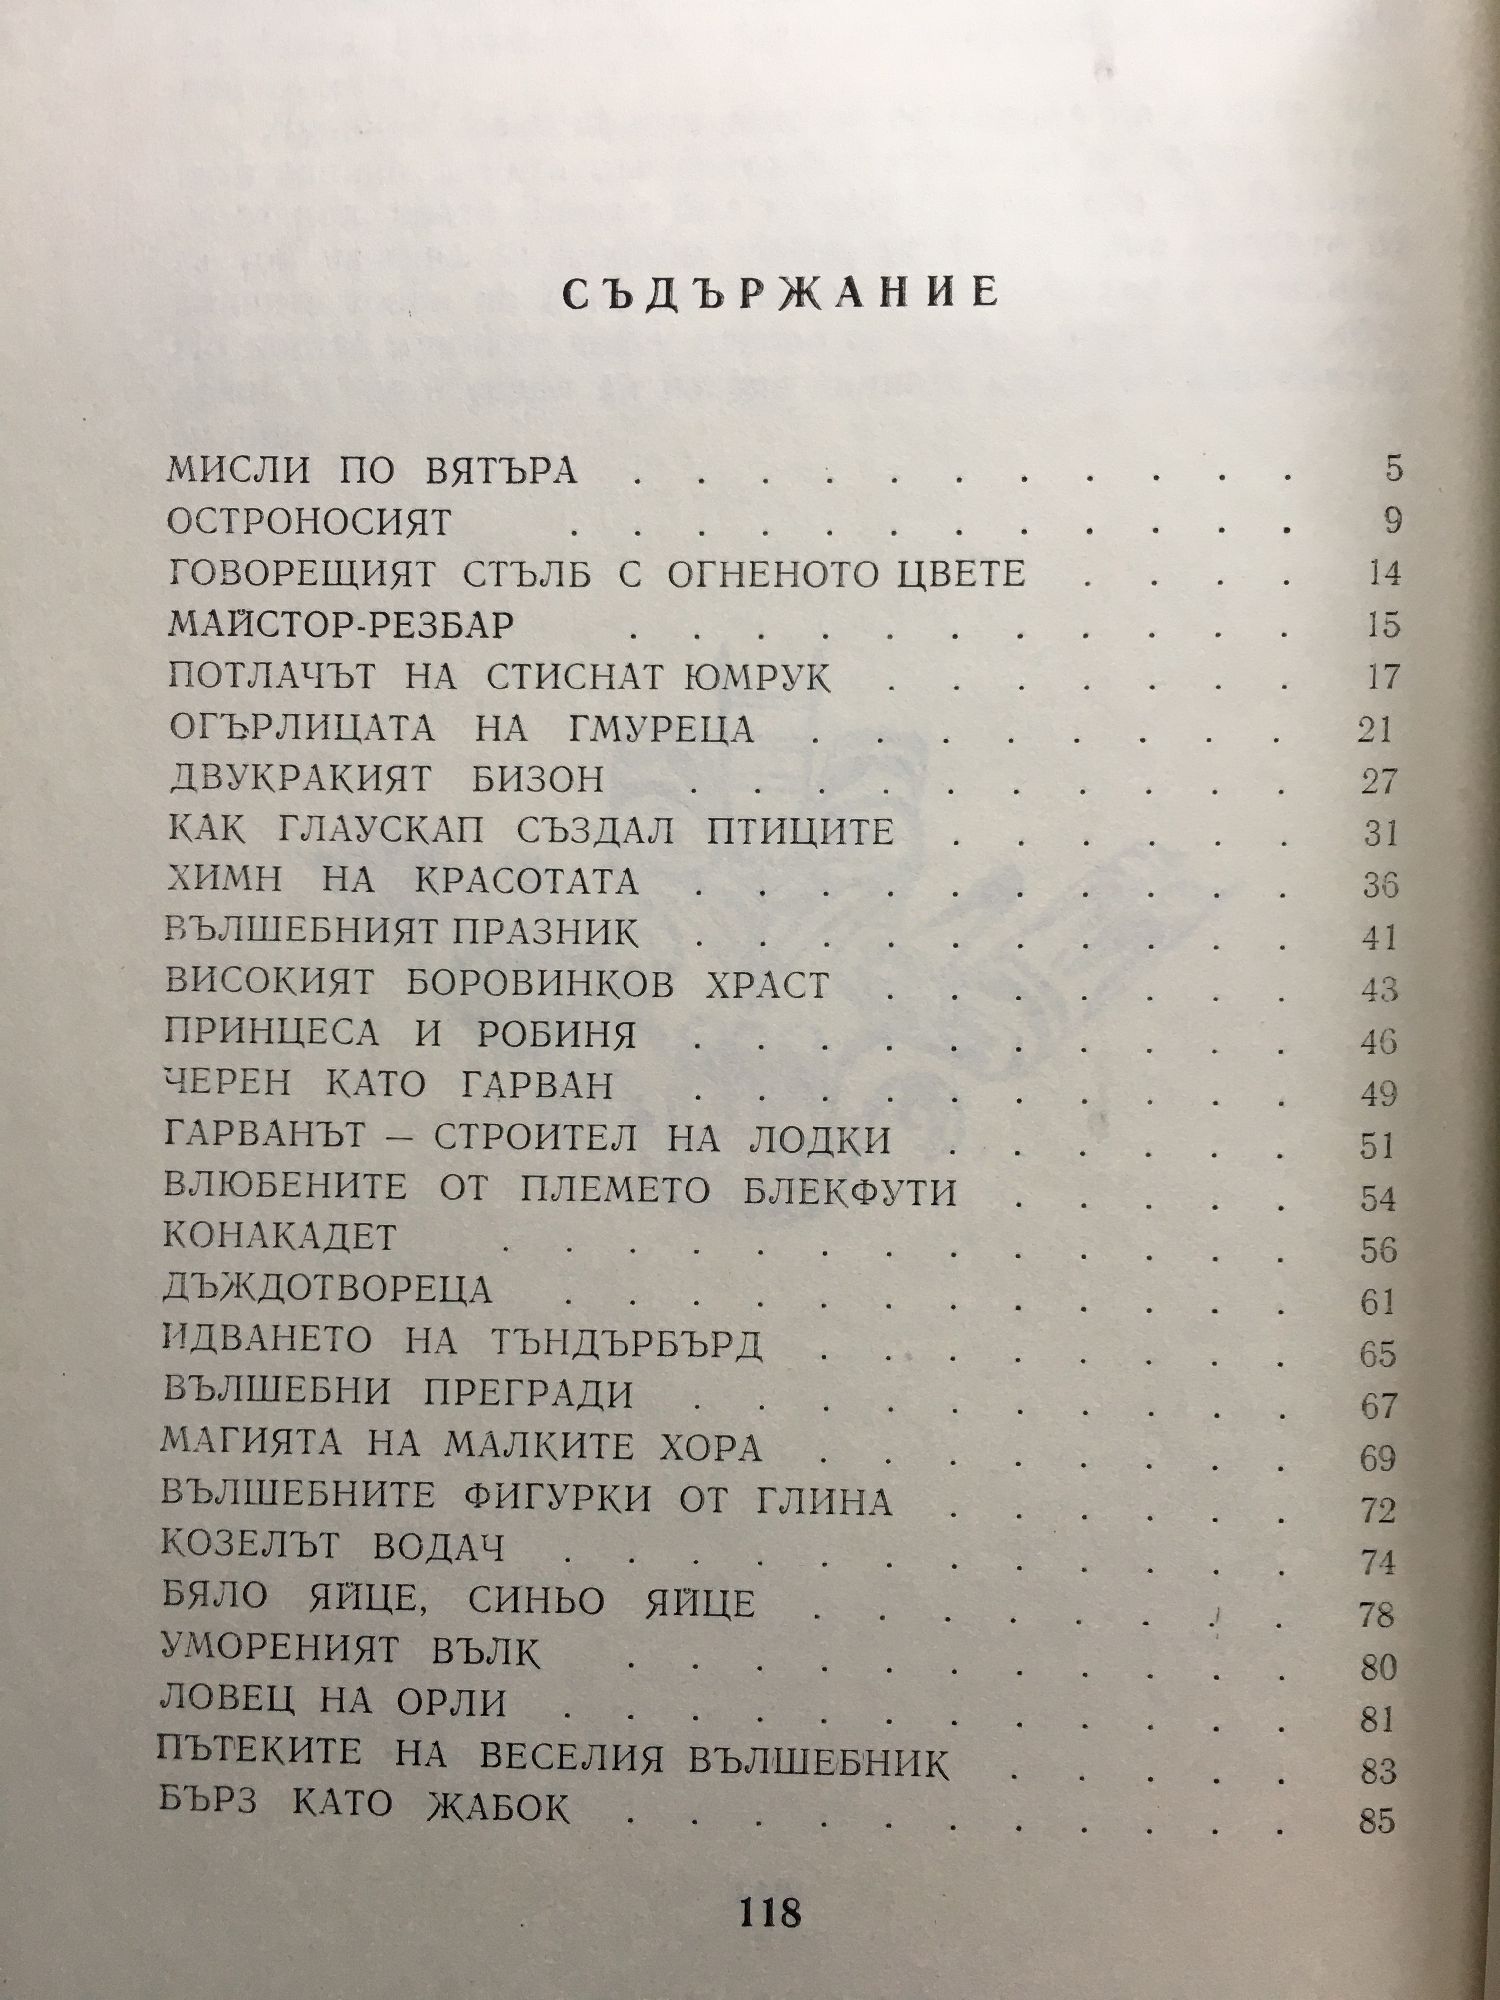 СЪДЪРЖАНИЕ
МИСЛИ ПО ВЯТЪРА . . . . . . . . . . . 5
ОСТРОНОСИЯТ . . . . . . . . . . . . 9
ГОВОРЕЩИЯТ СТЪЛБ С ОГНЕНОТО ЦВЕТЕ . . . . 14
МАЙСТОР-РЕЗБАР . . . . . . . . . . . 15
ПОТЛАЧЪТ НА СТИСНАТ ЮМРУК . . . . . . . 17
ОГЪРЛИЦАТА НА ГМУРЕЦА . . . . . . . . 21
ДВУКРАКИЯТ БИЗОН . . . . . . . . . . 27
КАК ГЛАУСКАП СЪЗДАЛ ПТИЦИТЕ . . . . . . 31
ХИМН НА КРАСОТАТА . . . . . . . . . . 36
ВЪЛШЕБНИЯТ ПРАЗНИК . . . . . . . . . . 41
ВИСОКИЯТ БОРОВИНКОВ ХРАСТ . . . . . . . 43
ПРИНЦЕСА И РОБИНЯ . . . . . . . . . . 46
ЧЕРЕН КАТО ГАРВАН . . . . . . . . . . 49
ГАРВАНЪТ — СТРОИТЕЛ НА ЛОДКИ . . . . . . 51
ВЛЮБЕНИТЕ ОТ ПЛЕМЕТО БЛЕКФУТИ . . . . . 54
КОНАКАДЕТ . . . . . . . . . . . . . 56
ДЪЖДОТВОРЕЦА . . . . . . . . . . . . 61
ИДВАНЕТО НА ТЪНДЪРБЪРД . . . . . . . . 65
ВЪЛШЕБНИ ПРЕГРАДИ . . . . . . . . . . 67
МАГИЯТА НА МАЛКИТЕ ХОРА . . . . . . . . 69
ВЪЛШЕБНИТЕ ФИГУРКИ ОТ ГЛИНА . . . . . . 72
КОЗЕЛЪТ ВОДАЧ . . . . . . . . . . . . 74
БЯЛО ЯЙЦЕ, СИНЬО ЯЙЦЕ . . . . . . . . 78
УМОРЕНИЯТ ВЪЛК . . . . . . . . . . . 80
ЛОВЕЦ НА ОРЛИ . . . . . . . . . . . . 81
ПЪТЕКИТЕ НА ВЕСЕЛИЯ ВЪЛШЕБНИК . . . . . 83
БЪРЗ КАТО ЖАБОК . . . . . . . . . . . 85
118